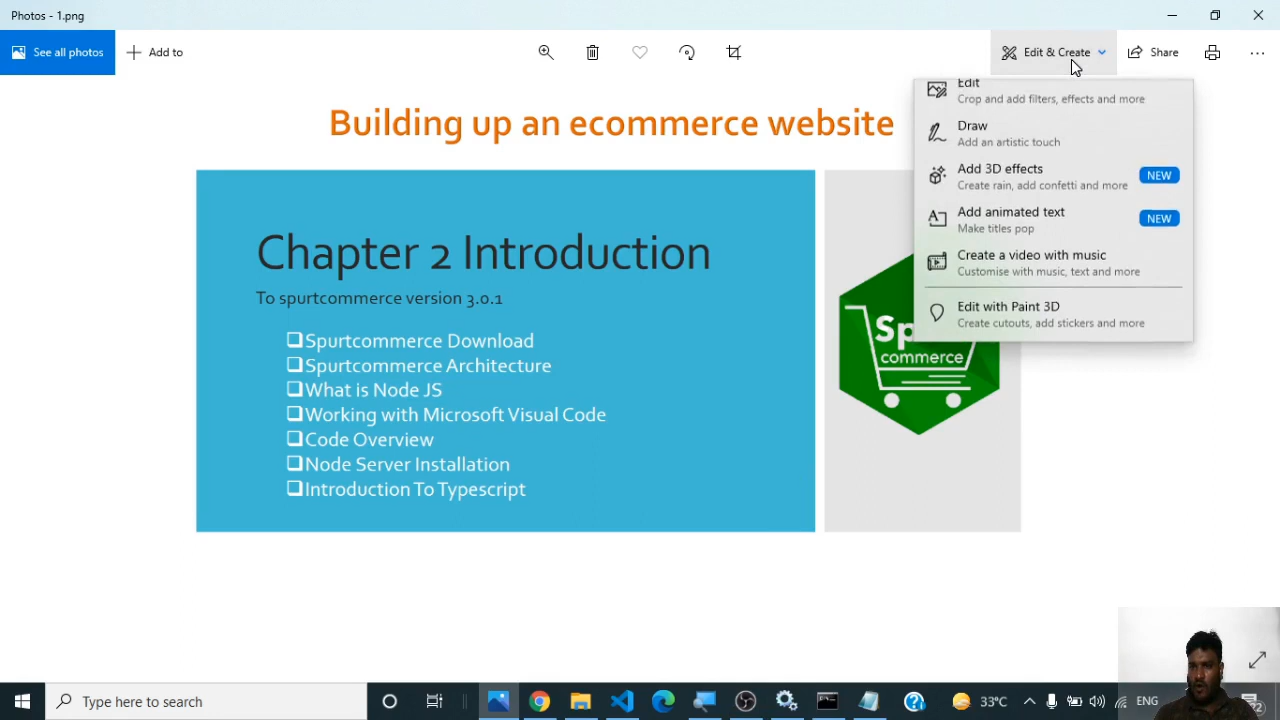 Photos - 1.png
See all photos
Add to
Edit & Create
Share
Edit
Crop and add filters, effects and more
Draw
Add an artistic touch
Add 3D effects
Create rain, add confetti and more
NEW
Add animated text
Make titles pop
NEW
Create a video with music
Customise with music, text and more
Edit with Paint 3D
Create cutouts, add stickers and more
Building up an ecommerce website
Chapter 2 Introduction
To spurtcommerce version 3.0.1
Spurtcommerce Download
Spurtcommerce Architecture
What is Node JS
Working with Microsoft Visual Code
Code Overview
Node Server Installation
Introduction To Typescript
commerce
Type here to search
33°C
ENG